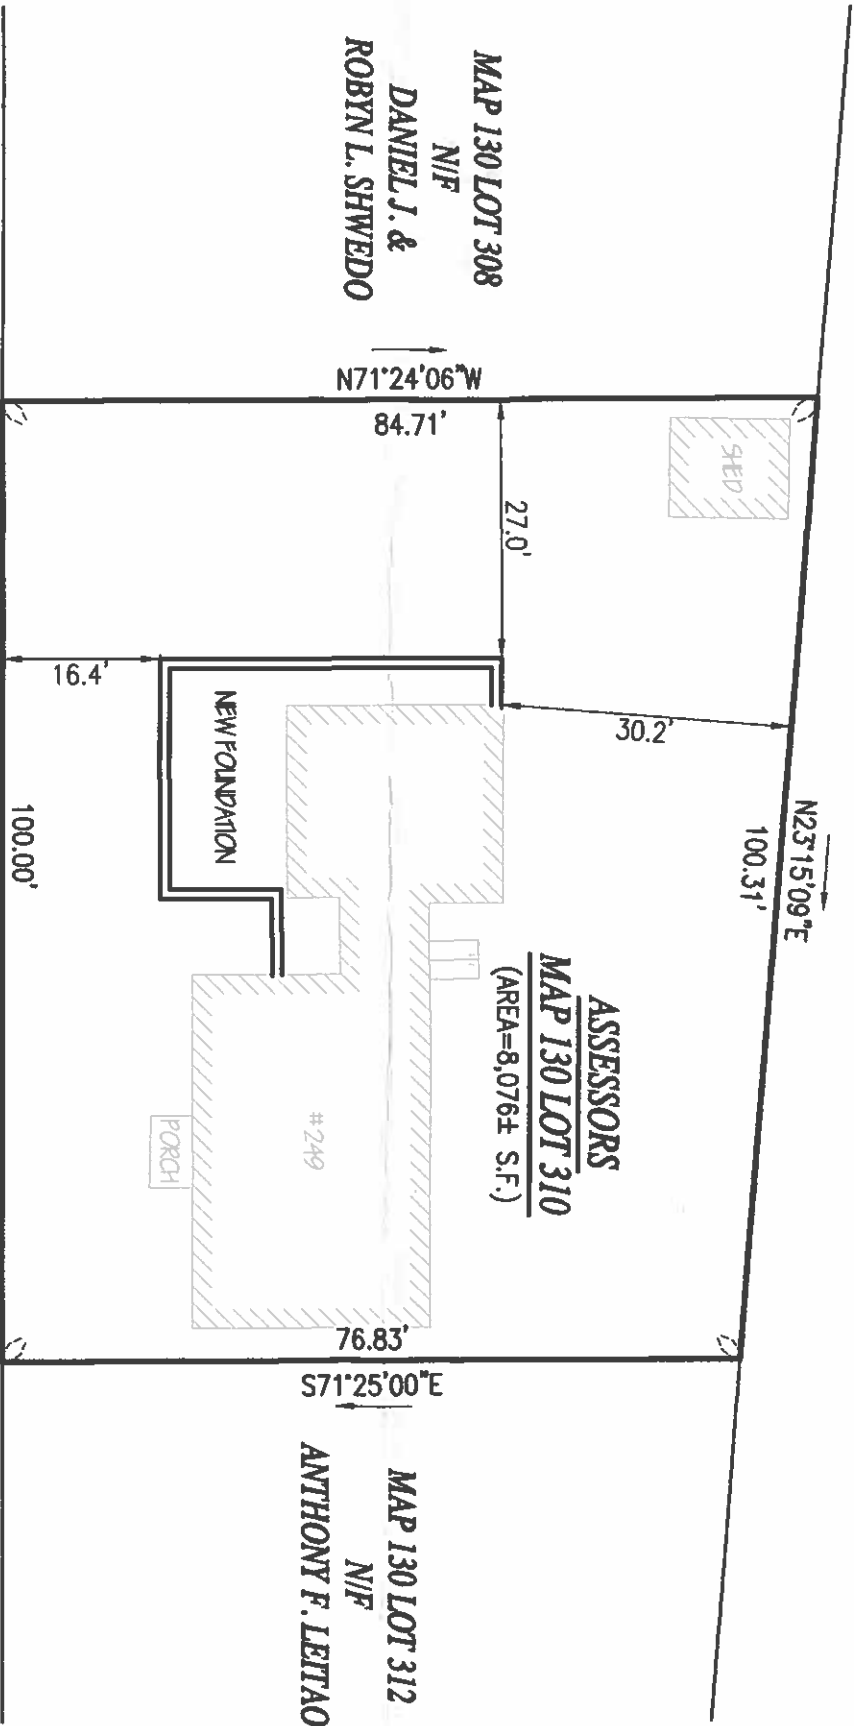 MAP 130 LOT 308
N/F
DANIEL J. &
ROBYN L. SHWEDO
N71°24'06"W
84.71'
SHED
27.0'
16.4'
30.2'
NEW FOUNDATION
N23°15'09"E
100.31'
100.00'
ASSESSORS
MAP 130 LOT 310
(AREA=8,076± S.F.)
#249
PORCH
76.83'
S71°25'00"E
MAP 130 LOT 312
N/F
ANTHONY F. LEITAO